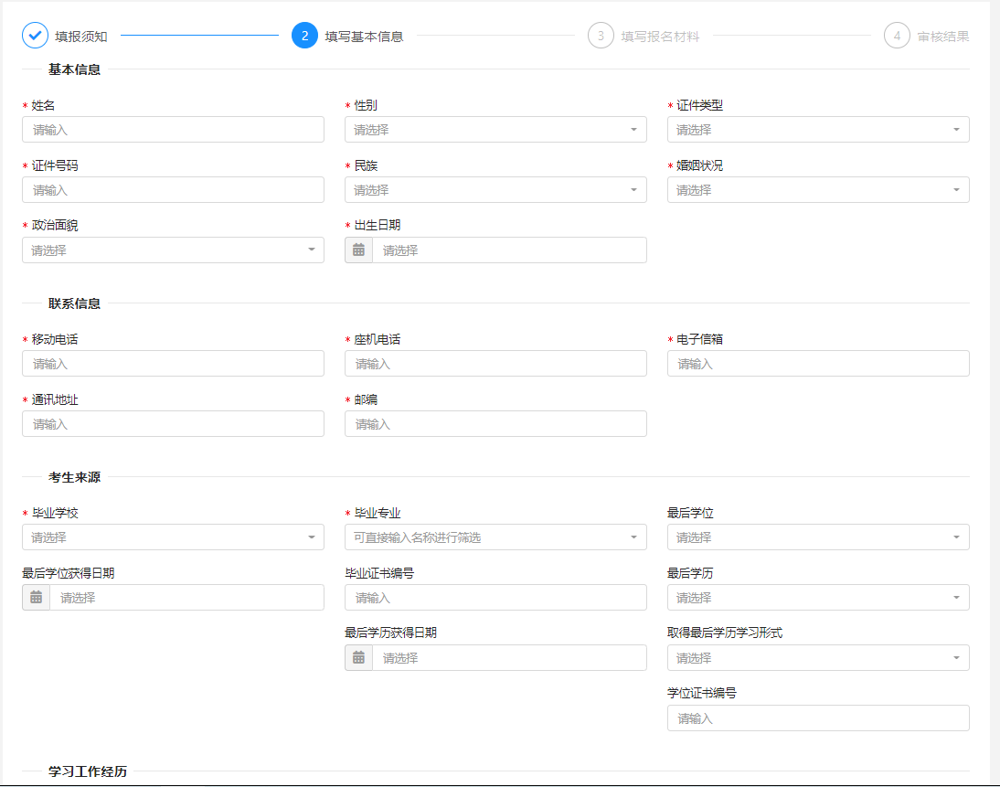 填报须知 2 填写基本信息 3 填写报名材料 4 审核结果
基本信息
* 姓名 * 性别 * 证件类型
请输入 请选择 请选择
* 证件号码 * 民族 * 婚姻状况
请输入 请选择 请选择
* 政治面貌 * 出生日期
请选择 请选择
联系信息
* 移动电话 * 座机电话 * 电子信箱
请输入 请输入 请输入
* 通讯地址 * 邮编
请输入 请输入
考生来源
* 毕业学校 * 毕业专业 最后学位
请选择 可直接输入名称进行筛选 请选择
最后学位获得日期 毕业证书编号 最后学历
请选择 请输入 请选择
最后学历获得日期 取得最后学历学习形式
请选择 请选择
学位证书编号
请输入
学习工作经历